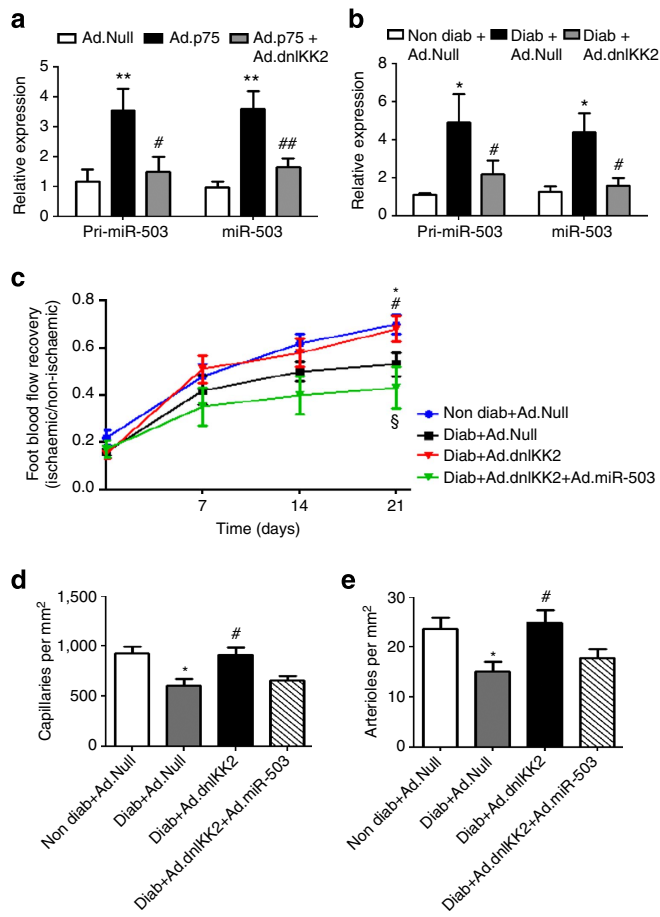 a
Ad.Null Ad.p75 Ad.p75 +
Ad.dnIKK2
Relative expression
5
4
3
2
1
0
**
#
**
##
Pri-miR-503 miR-503
b
Non diab + Diab + Diab +
Ad.Null Ad.Null Ad.dnIKK2
Relative expression
8
6
4
2
0
*
#
*
#
Pri-miR-503 miR-503
c
Foot blood flow recovery
(ischaemic/non-ischaemic)
0.8
0.6
0.4
0.2
0.0
*
#
§
7 14 21
Time (days)
Non diab+Ad.Null
Diab+Ad.Null
Diab+Ad.dnIKK2
Diab+Ad.dnIKK2+Ad.miR-503
d
Capillaries per mm2
1,500
1,000
500
0
*
#
Non diab+Ad.Null
Diab+Ad.Null
Diab+Ad.dnIKK2
Diab+Ad.dnIKK2+Ad.miR-503
e
Arterioles per mm2
30
20
10
0
*
#
Non diab+Ad.Null
Diab+Ad.Null
Diab+Ad.dnIKK2
Diab+Ad.dnIKK2+Ad.miR-503